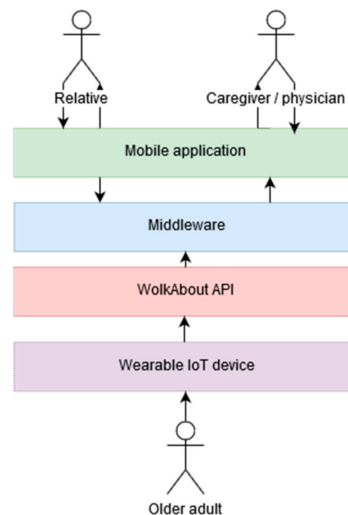 Relative
Caregiver / physician
Mobile application
Middleware
WolkAbout API
Wearable IoT device
Older adult